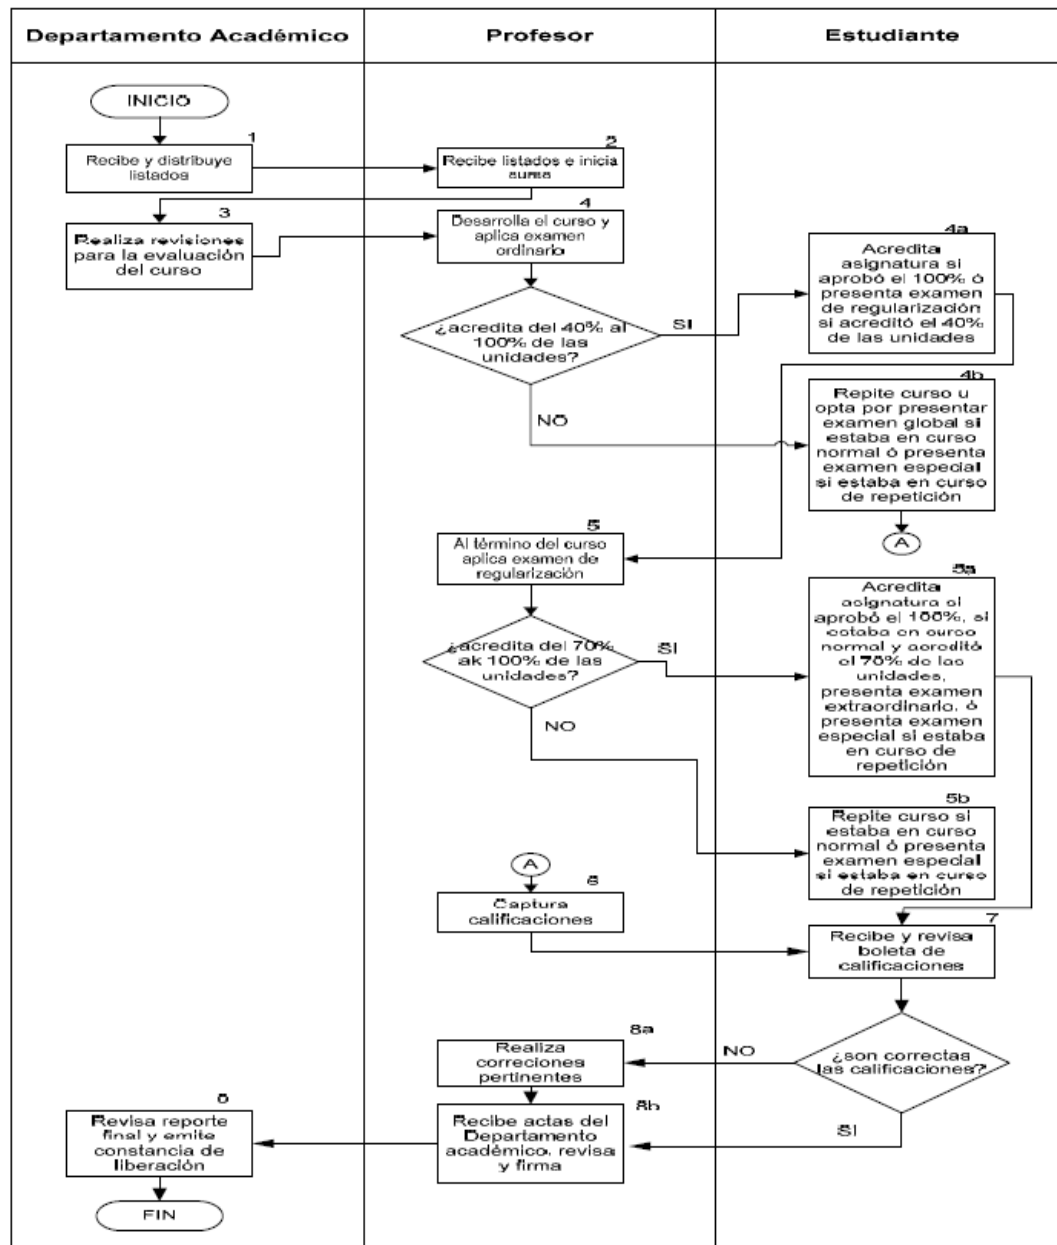 Departamento Académico
Profesor
Estudiante
INICIO
1
Recibe y distribuye
listados
2
Recibe listados e inicia
curso
3
Realiza revisiones
para la evaluación
del curso
4
Desarrolla el curso y
aplica examen
ordinario
¿acredita del 40% al
100% de las
unidades?
SI
NO
4a
Acredita
asignatura si
aprobó el 100% ó
presenta examen
de regularización
si acreditó el 40%
de las unidades
4b
Repite curso u
opta por presentar
examen global si
estaba en curso
normal ó presenta
examen especial
si estaba en curso
de repetición
A
5
Al término del curso
aplica examen de
regularización
¿acredita del 70%
ak 100% de las
unidades?
SI
NO
5a
Acredita
asignatura si
aprobó el 100%, si
estaba en curso
normal y acreditó
el 70% de las
unidades,
presenta examen
extraordinario, ó
presenta examen
especial si estaba
en curso de
repetición
5b
Repite curso si
estaba en curso
normal ó presenta
examen especial
si estaba en curso
de repetición
A
6
Captura
calificaciones
7
Recibe y revisa
boleta de
calificaciones
¿son correctas
las calificaciones?
NO
SI
8a
Realiza
correciones
pertinentes
8b
Recibe actas del
Departamento
académico, revisa
y firma
Revisa reporte
final y emite
constancia de
liberación
FIN